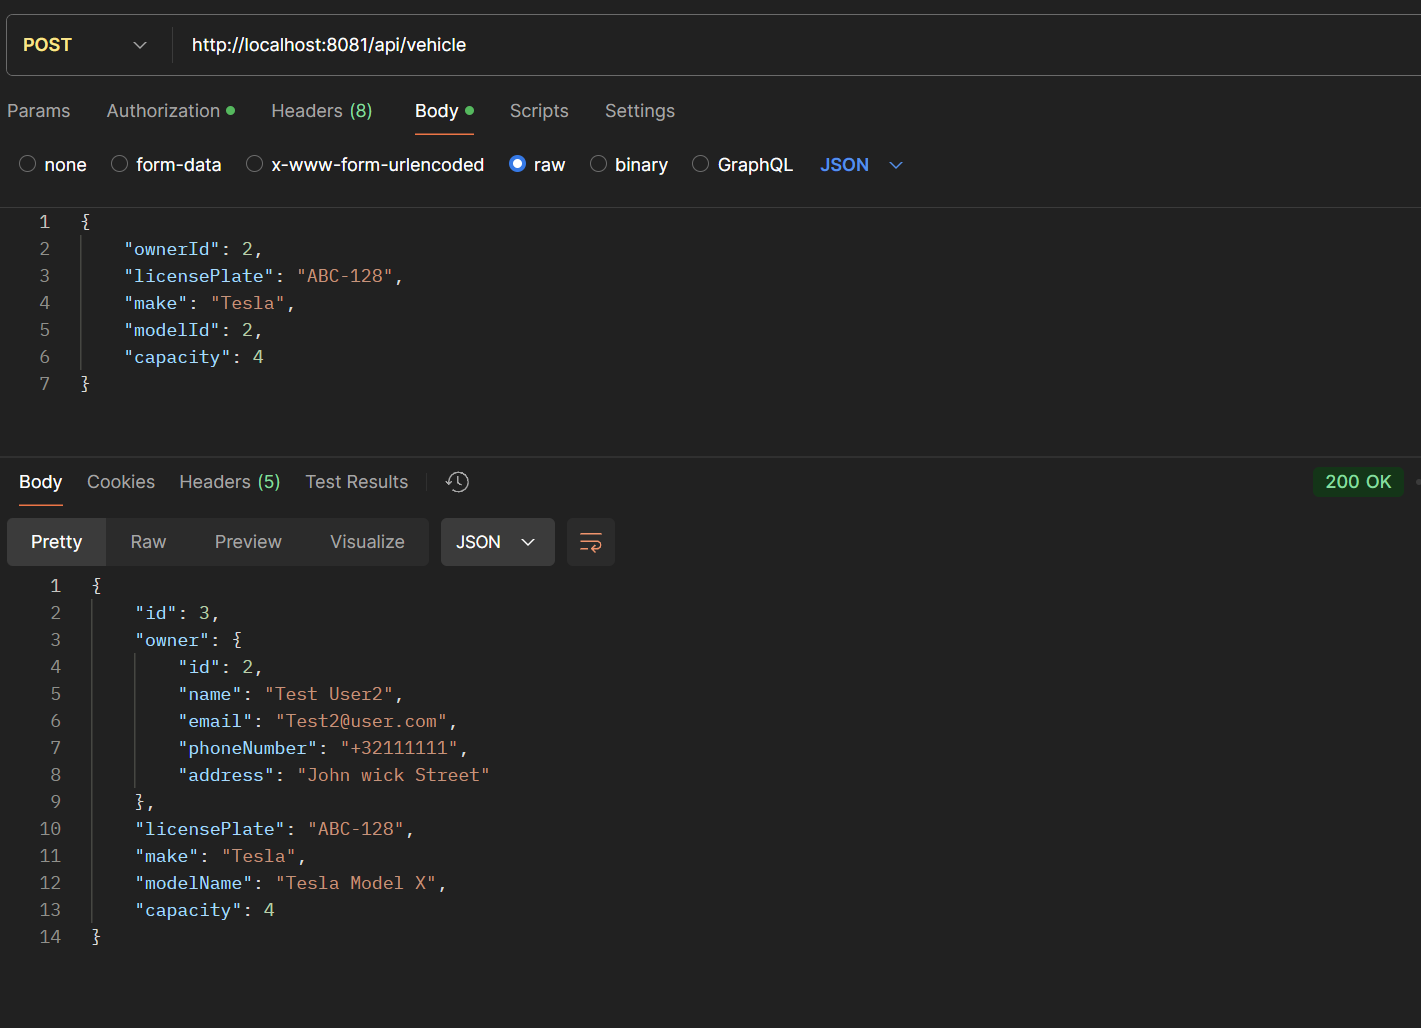 POST http://localhost:8081/api/vehicle
Params Authorization Headers (8) Body Scripts Settings
none form-data x-www-form-urlencoded raw binary GraphQL JSON
1 {
2 "ownerId": 2,
3 "licensePlate": "ABC-128",
4 "make": "Tesla",
5 "modelId": 2,
6 "capacity": 4
7 }
Body Cookies Headers (5) Test Results 200 OK
Pretty Raw Preview Visualize JSON
1 {
2 "id": 3,
3 "owner": {
4 "id": 2,
5 "name": "Test User2",
6 "email": "Test2@user.com",
7 "phoneNumber": "+32111111",
8 "address": "John wick Street"
9 },
10 "licensePlate": "ABC-128",
11 "make": "Tesla",
12 "modelName": "Tesla Model X",
13 "capacity": 4
14 }